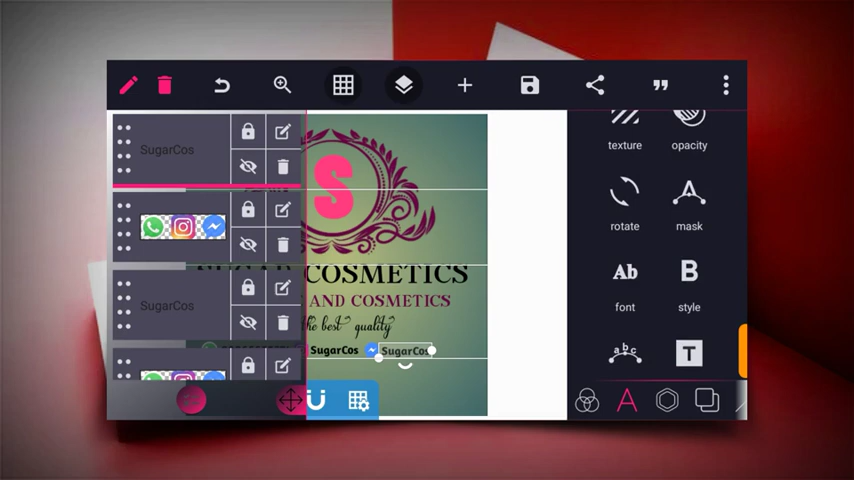 SugarCos
SugarCos
S
COSMETICS
AND COSMETICS
the best quality
SugarCos
SugarCos
texture
opacity
rotate
mask
Ab
font
B
style
abc
T
A